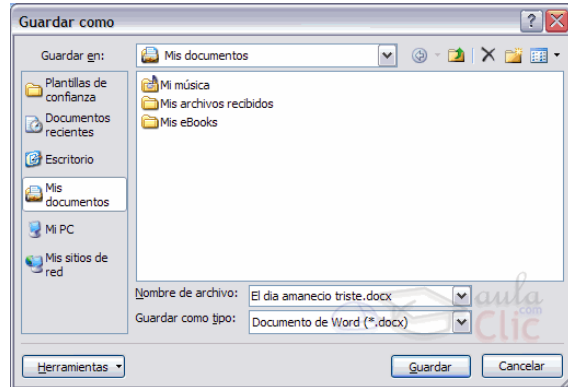 Guardar como
Guardar en:
Mis documentos
Plantillas de
confianza
Documentos
recientes
Escritorio
Mis
documentos
Mi PC
Mis sitios de
red
Mi música
Mis archivos recibidos
Mis eBooks
Nombre de archivo:
El dia amanecio triste.docx
Guardar como tipo:
Documento de Word (*.docx)
aula
.com
Clic
Herramientas
Guardar
Cancelar